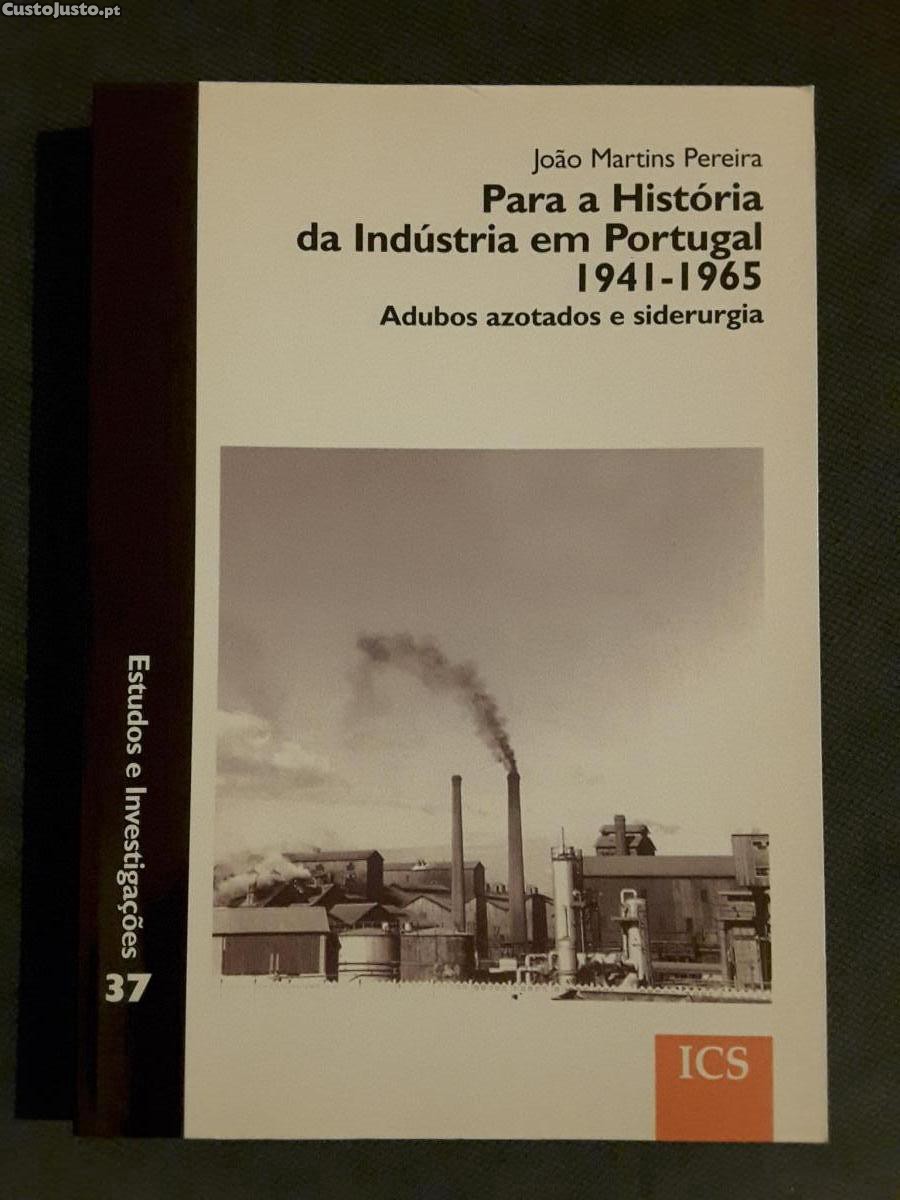 CustoJusto.pt
João Martins Pereira
Para a História
da Indústria em Portugal
1941-1965
Adubos azotados e siderurgia
Estudos e Investigações
37
ICS